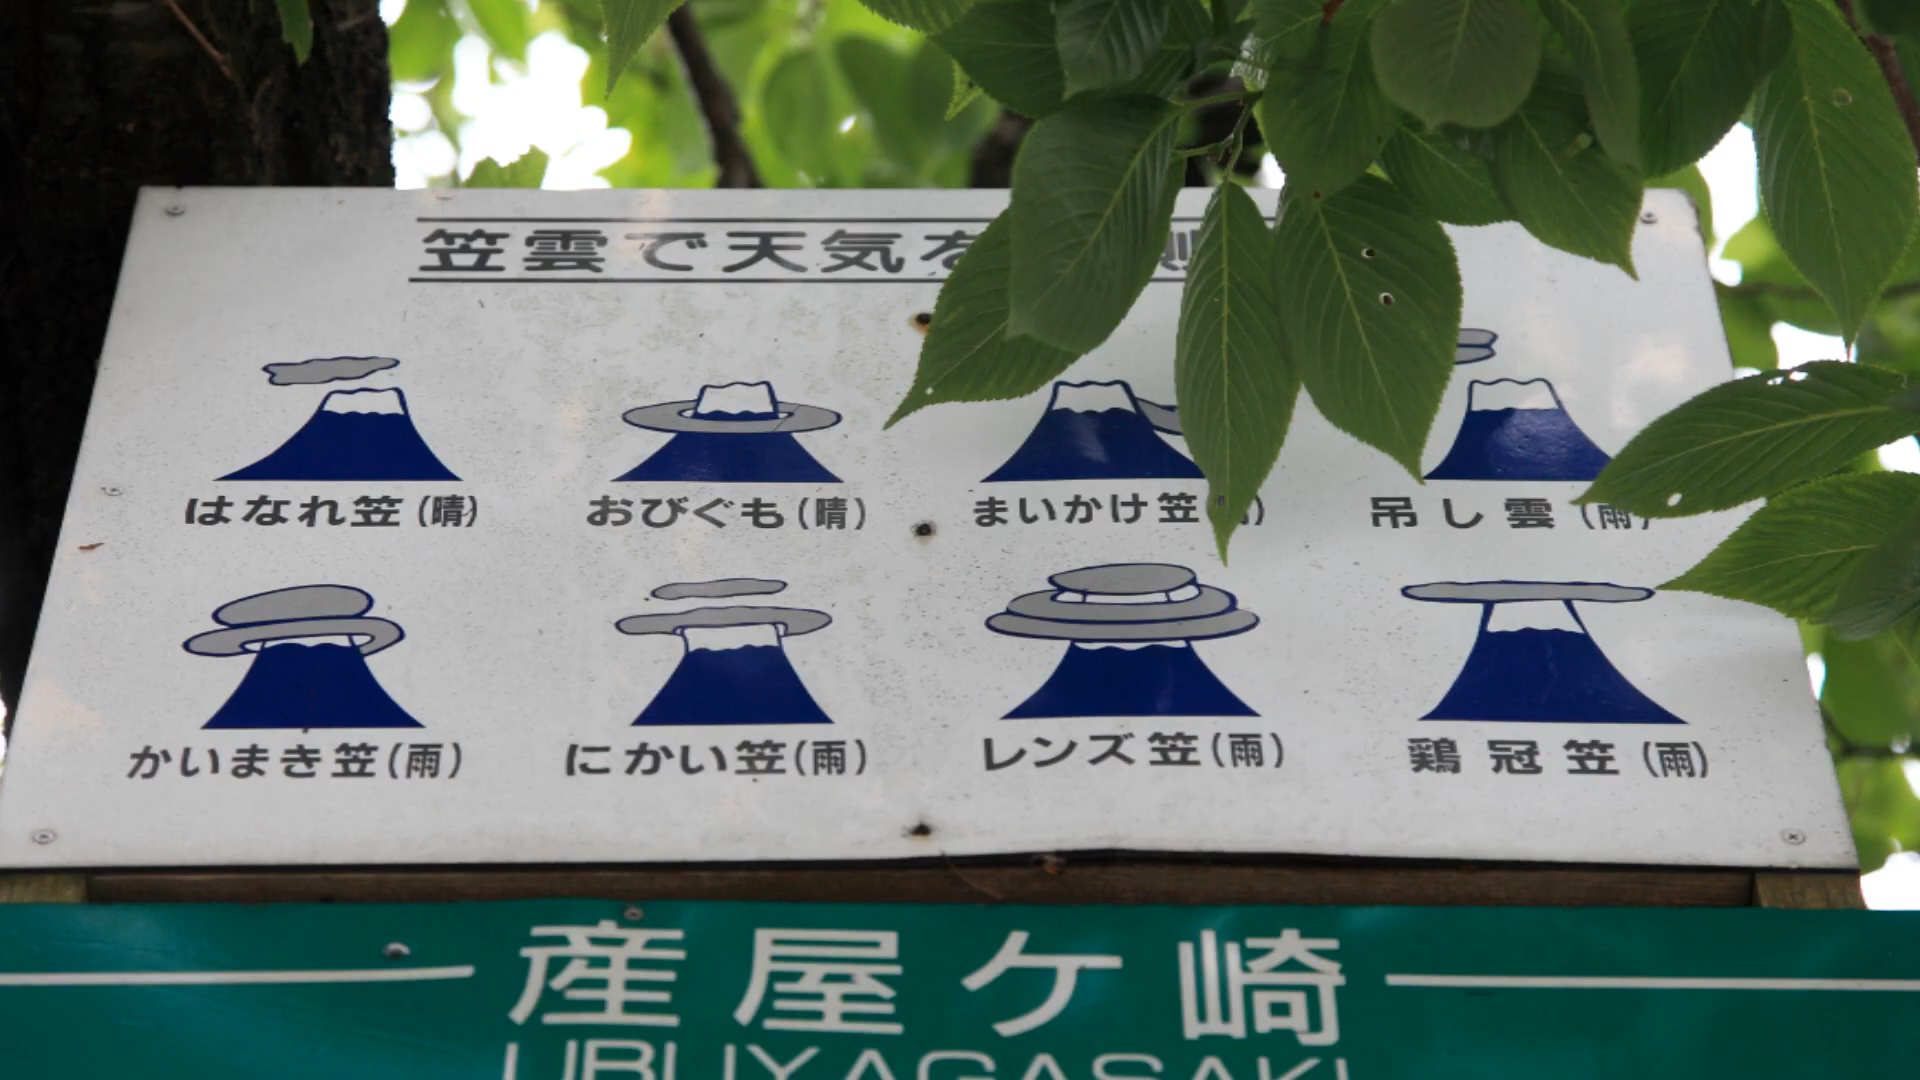 笠雲で天気を
はなれ笠(晴) おびぐも(晴) まいかけ笠 吊し雲(雨)
かいまき笠(雨) にかい笠(雨) レンズ笠(雨) 鶏冠笠(雨)
産屋ケ崎
UBUYAGASAKI